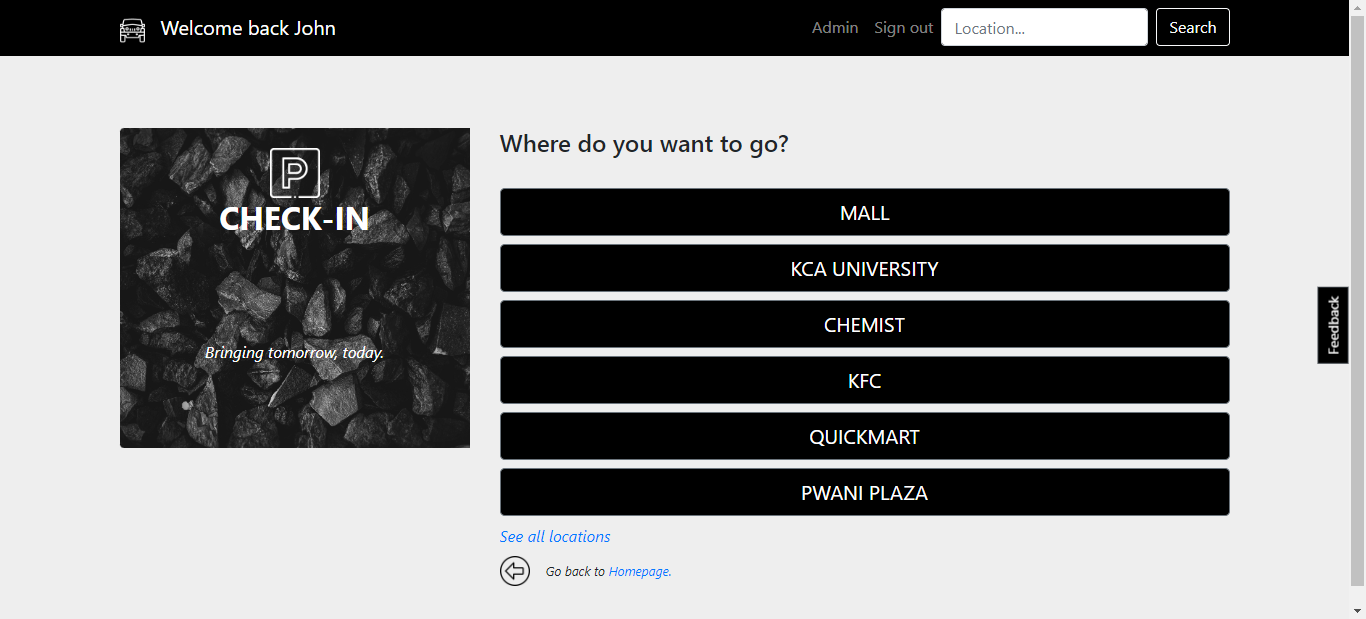 Welcome back John
Admin
Sign out
Location...
Search
P
CHECK-IN
Bringing tomorrow, today.
Where do you want to go?
MALL
KCA UNIVERSITY
CHEMIST
KFC
QUICKMART
PWANI PLAZA
See all locations
Go back to Homepage.
Feedback